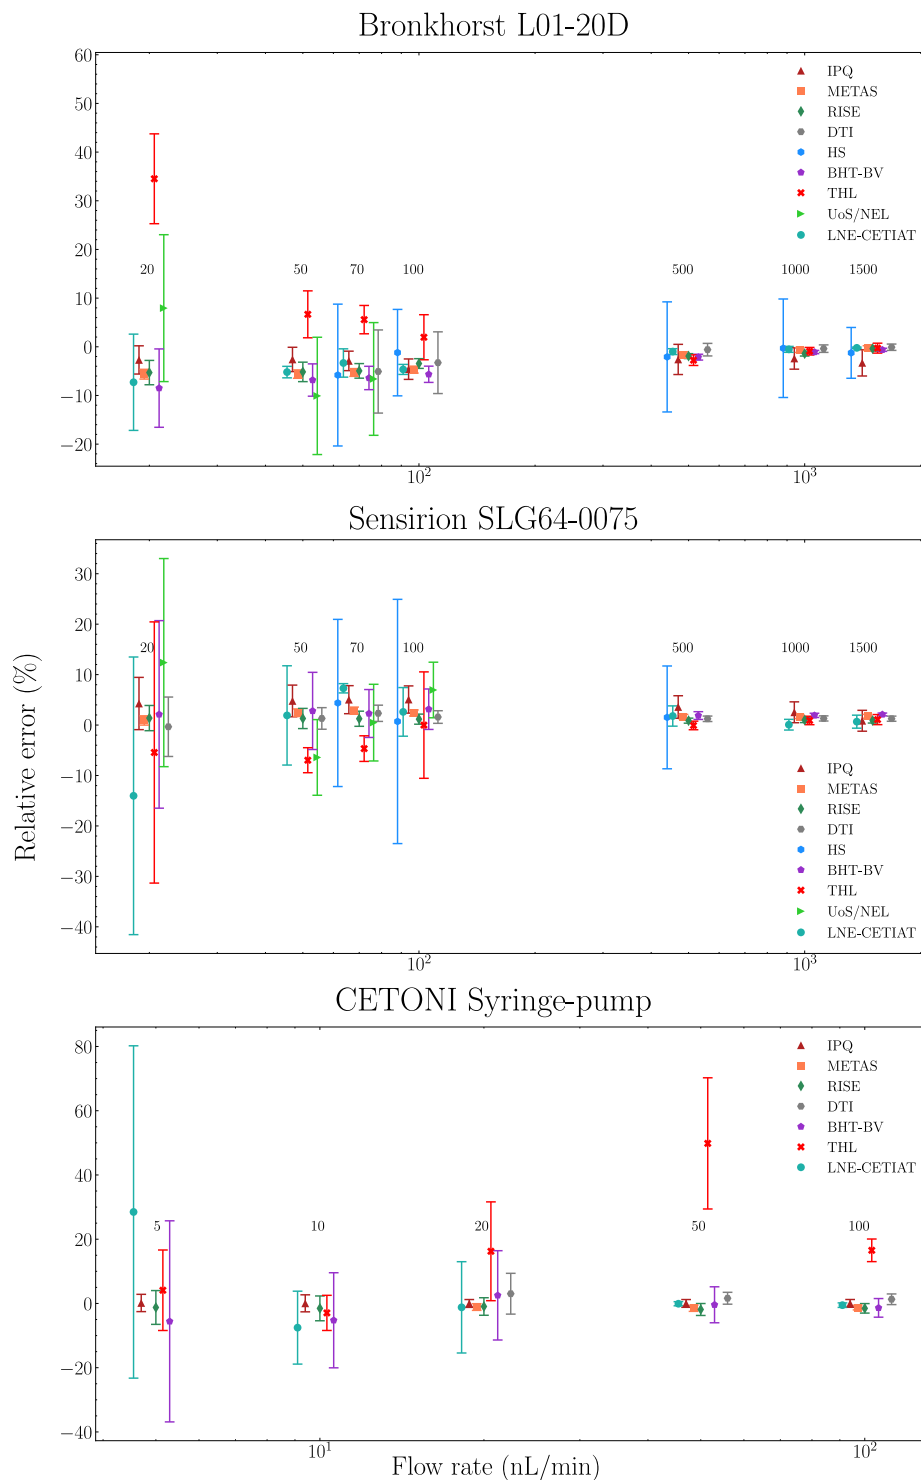 Bronkhorst L01-20D
60
50
40
30
20
10
0
−10
−20
20
50
70
100
500
1000
1500
IPQ
METAS
RISE
DTI
HS
BHT-BV
THL
UoS/NEL
LNE-CETIAT
10²
10³
Sensirion SLG64-0075
Relative error (%)
30
20
10
0
−10
−20
−30
−40
20
50
70
100
500
1000
1500
IPQ
METAS
RISE
DTI
HS
BHT-BV
THL
UoS/NEL
LNE-CETIAT
10²
10³
CETONI Syringe-pump
80
60
40
20
0
−20
−40
5
10
20
50
100
IPQ
METAS
RISE
DTI
BHT-BV
THL
LNE-CETIAT
10¹
10²
Flow rate (nL/min)